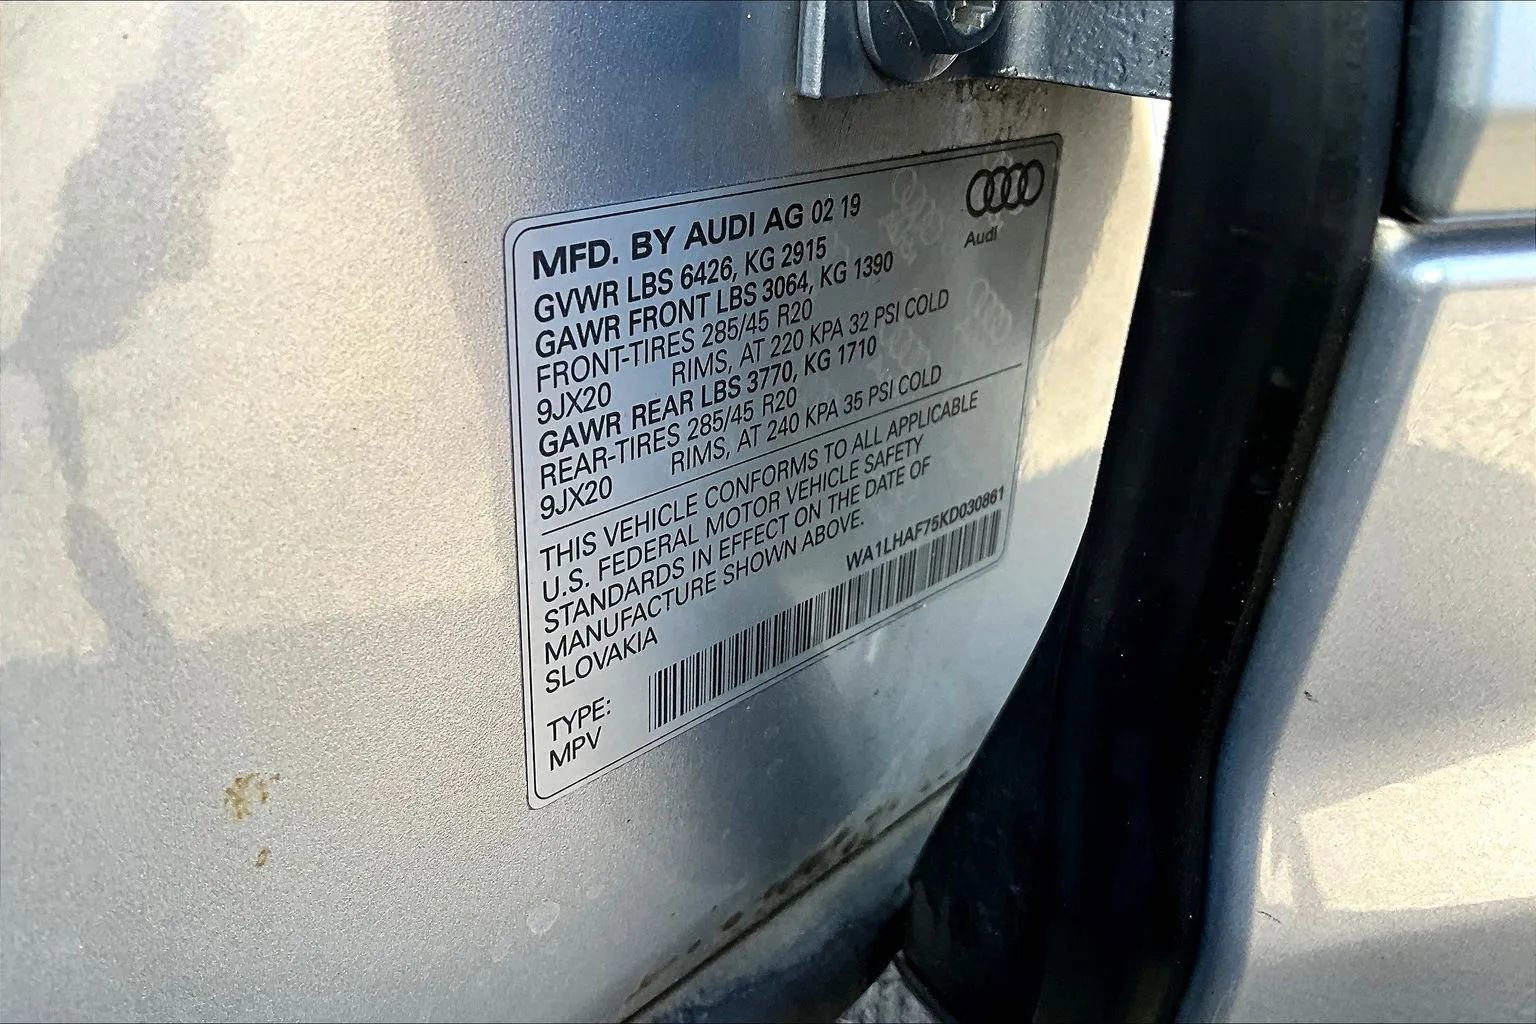 MFD. BY AUDI AG 02 19
GVWR LBS 6426, KG 2915
GAWR FRONT LBS 3064, KG 1390
FRONT-TIRES 285/45 R20
9JX20 RIMS, AT 220 KPA 32 PSI COLD
GAWR REAR LBS 3770, KG 1710
REAR-TIRES 285/45 R20
9JX20 RIMS, AT 240 KPA 35 PSI COLD
THIS VEHICLE CONFORMS TO ALL APPLICABLE
U.S. FEDERAL MOTOR VEHICLE SAFETY
STANDARDS IN EFFECT ON THE DATE OF
MANUFACTURE SHOWN ABOVE.
SLOVAKIA
WA1LHAF75KD030861
TYPE:
MPV
Audi